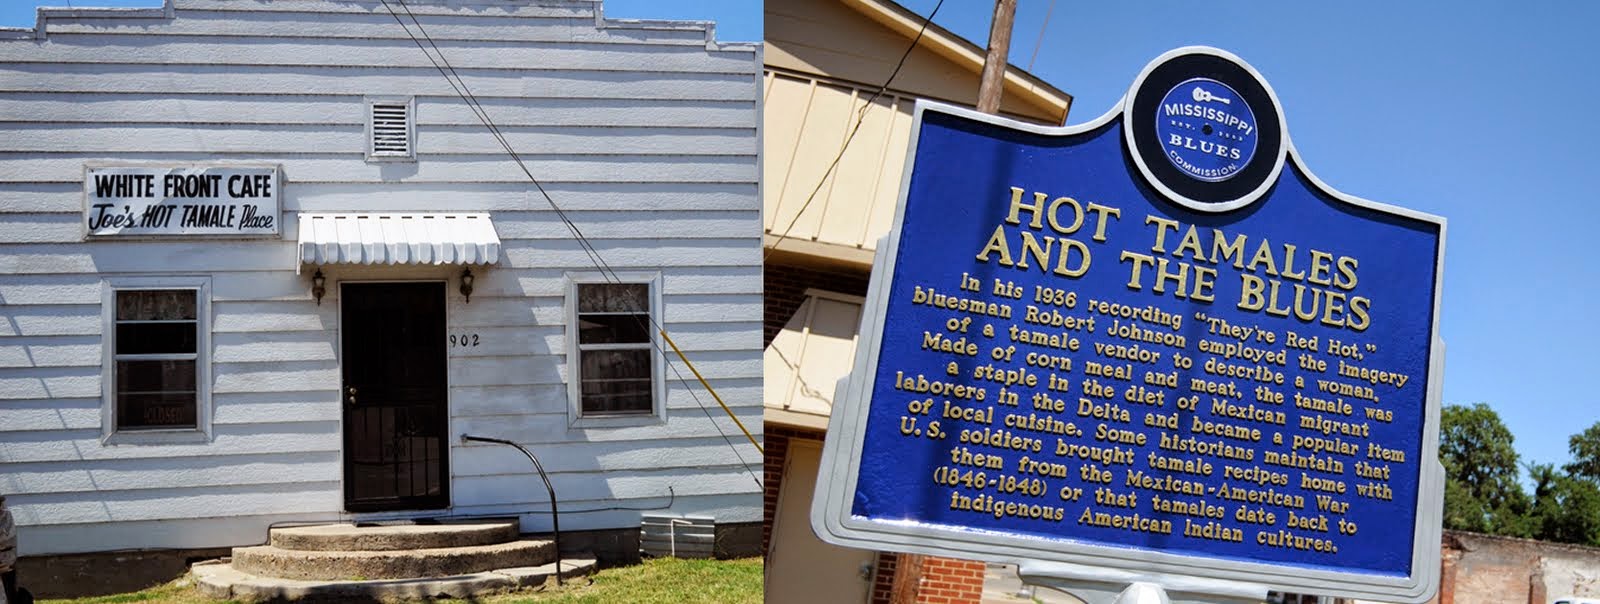 WHITE FRONT CAFE
Joe's HOT TAMALE Place
902
CLOSED
MISSISSIPPI
BLUES
COMMISSION
HOT TAMALES
AND THE BLUES
In his 1936 recording "They're Red Hot,"
bluesman Robert Johnson employed the imagery
of a tamale vendor to describe a woman.
Made of corn meal and meat, the tamale was
a staple in the diet of Mexican migrant
laborers in the Delta and became a popular item
of local cuisine. Some historians maintain that
U.S. soldiers brought tamale recipes home with
them from the Mexican-American War
(1846-1848) or that tamales date back to
indigenous American Indian cultures.